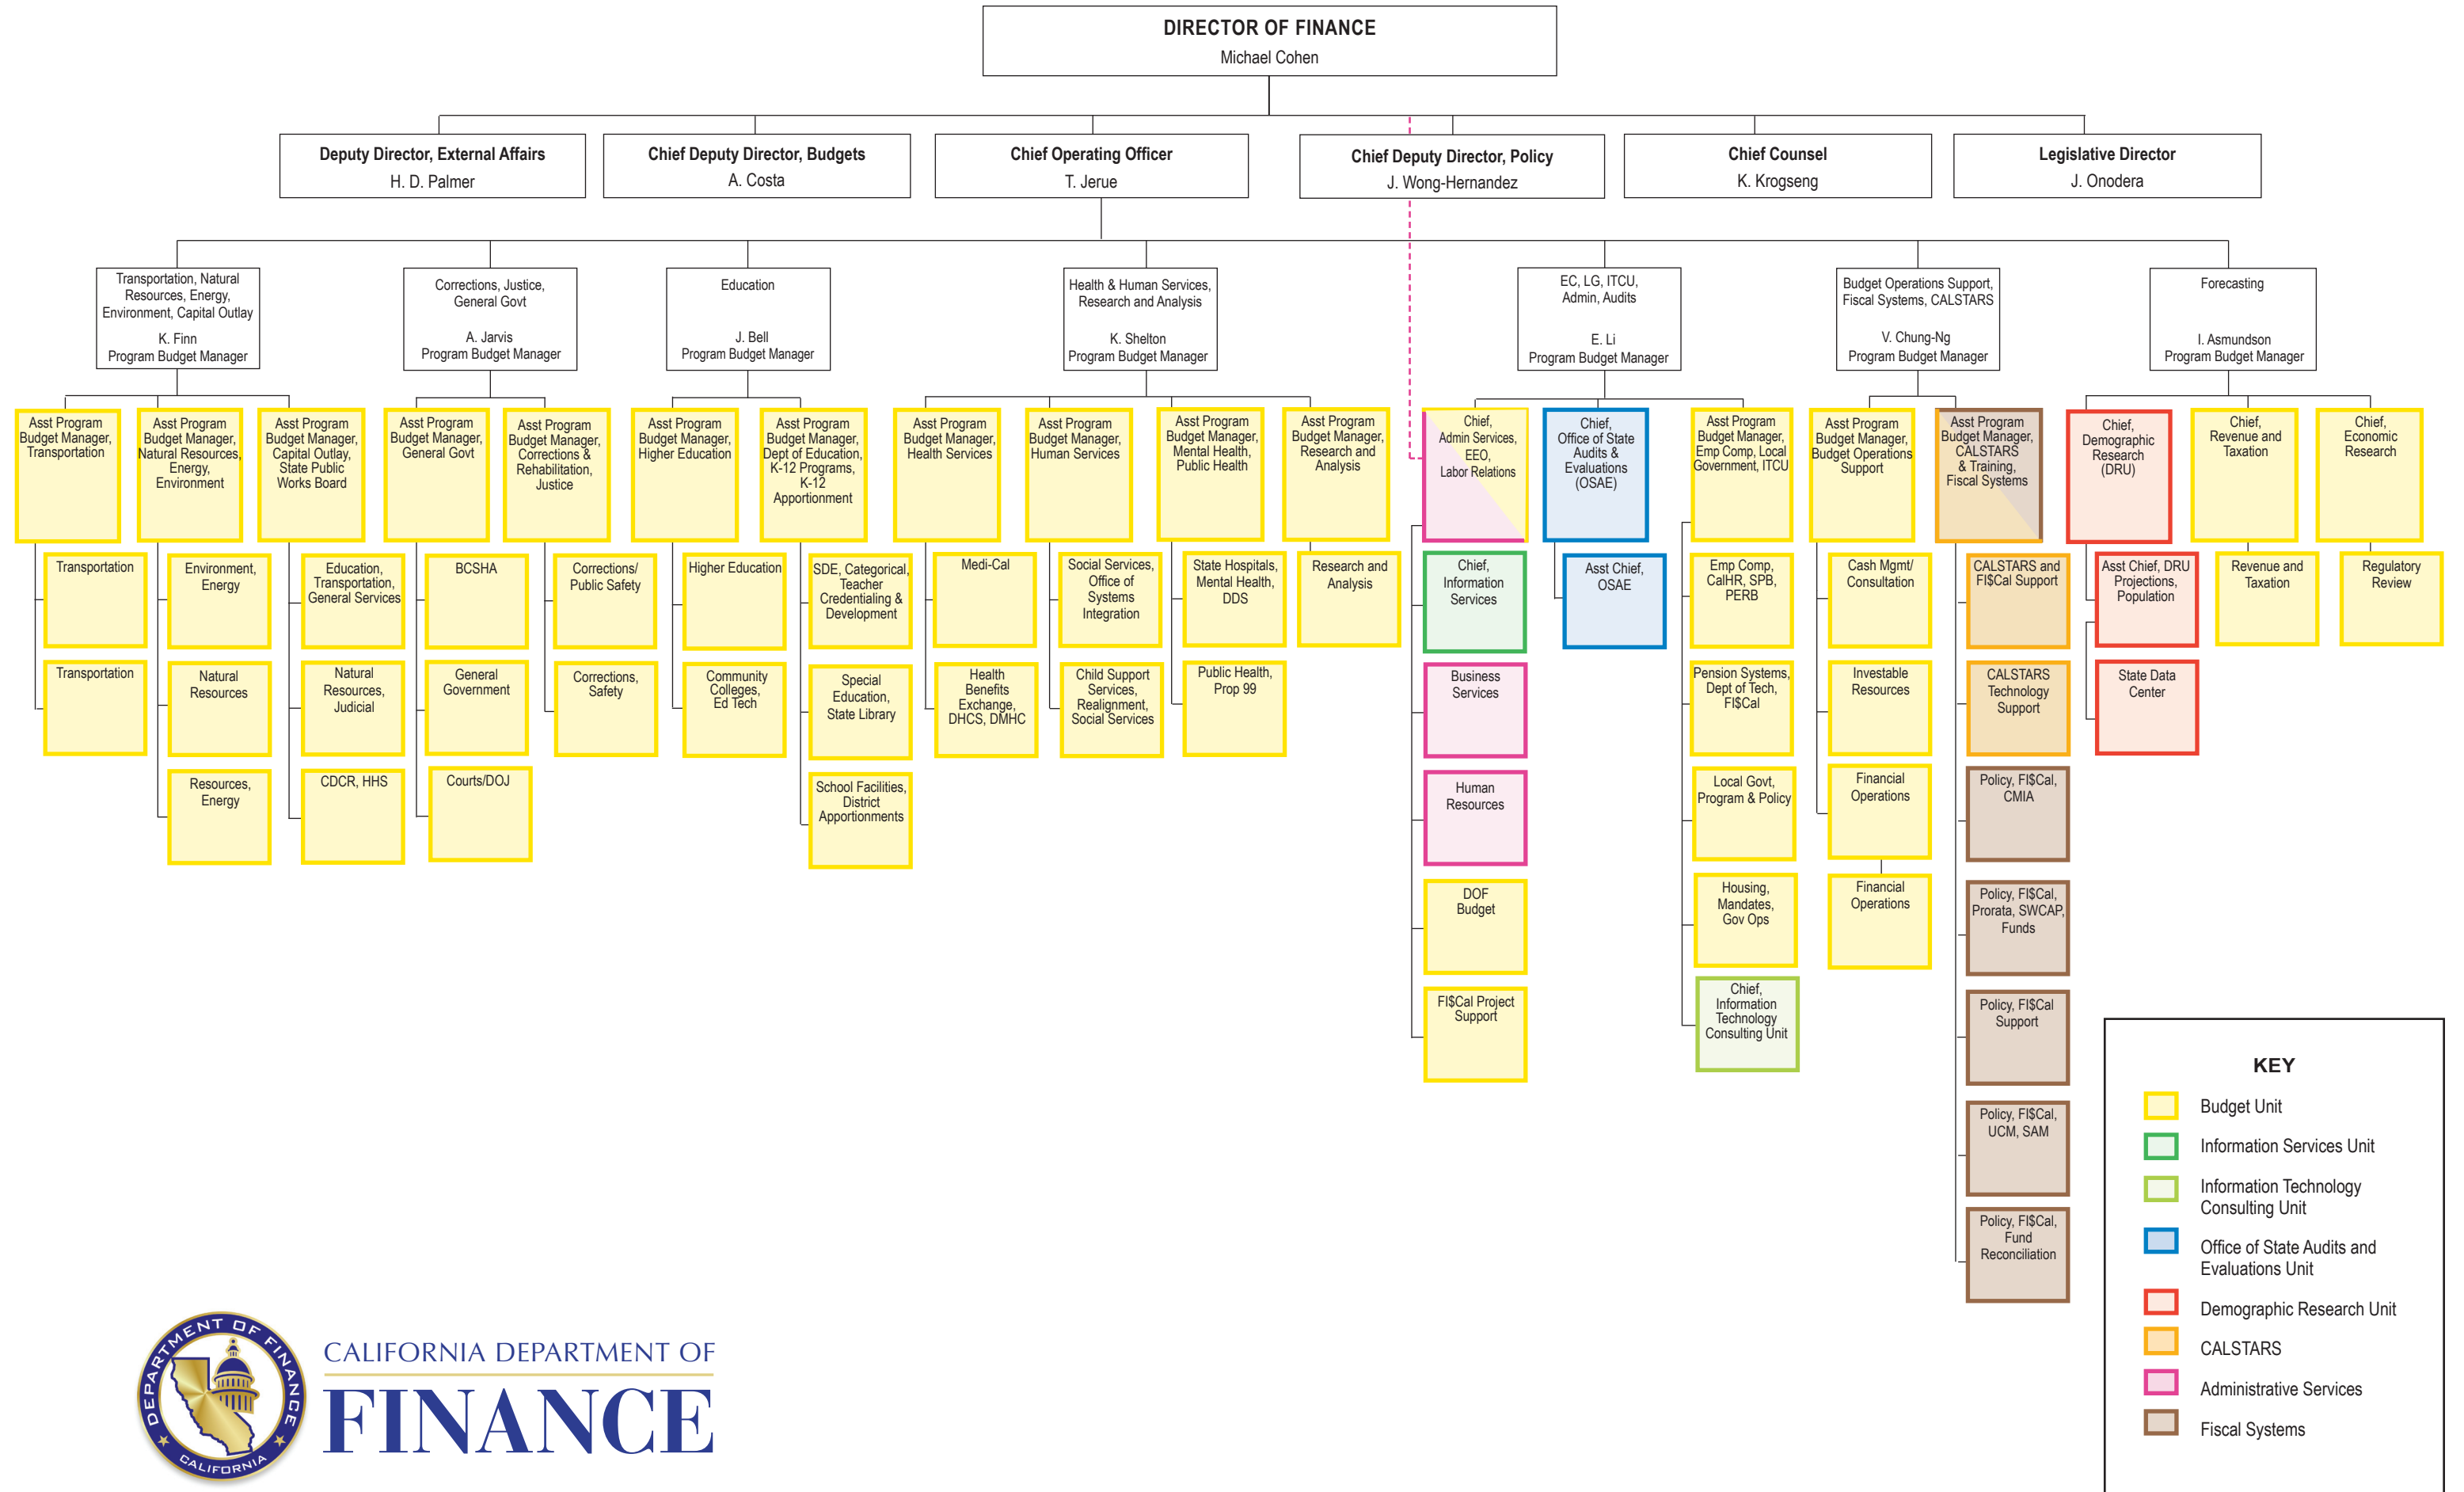 DIRECTOR OF FINANCE
Michael Cohen
Deputy Director, External Affairs
H. D. Palmer
Chief Deputy Director, Budgets
A. Costa
Chief Operating Officer
T. Jerue
Chief Deputy Director, Policy
J. Wong-Hernandez
Chief Counsel
K. Krogseng
Legislative Director
J. Onodera
Transportation, Natural
Resources, Energy,
Environment, Capital Outlay
K. Finn
Program Budget Manager
Corrections, Justice,
General Govt
A. Jarvis
Program Budget Manager
Education
J. Bell
Program Budget Manager
Health & Human Services,
Research and Analysis
K. Shelton
Program Budget Manager
EC, LG, ITCU,
Admin, Audits
E. Li
Program Budget Manager
Budget Operations Support,
Fiscal Systems, CALSTARS
V. Chung-Ng
Program Budget Manager
Forecasting
I. Asmundson
Program Budget Manager
Asst Program
Budget Manager,
Transportation
Asst Program
Budget Manager,
Natural Resources,
Energy,
Environment
Asst Program
Budget Manager,
Capital Outlay,
State Public
Works Board
Asst Program
Budget Manager,
General Govt
Asst Program
Budget Manager,
Corrections &
Rehabilitation,
Justice
Asst Program
Budget Manager,
Higher Education
Asst Program
Budget Manager,
Dept of Education,
K-12 Programs,
K-12
Apportionment
Asst Program
Budget Manager,
Health Services
Asst Program
Budget Manager,
Human Services
Asst Program
Budget Manager,
Mental Health,
Public Health
Asst Program
Budget Manager,
Research and
Analysis
Chief,
Admin Services,
EEO,
Labor Relations
Chief,
Office of State
Audits &
Evaluations
(OSAE)
Asst Program
Budget Manager,
Emp Comp, Local
Government, ITCU
Asst Program
Budget Manager,
Budget Operations
Support
Asst Program
Budget Manager,
CALSTARS
& Training,
Fiscal Systems
Chief,
Demographic
Research
(DRU)
Chief,
Revenue and
Taxation
Chief,
Economic
Research
Transportation
Environment,
Energy
Education,
Transportation,
General Services
BCSHA
Corrections/
Public Safety
Higher Education
SDE, Categorical,
Teacher
Credentialing &
Development
Medi-Cal
Social Services,
Office of
Systems
Integration
State Hospitals,
Mental Health,
DDS
Research and
Analysis
Chief,
Information
Services
Asst Chief,
OSAE
Emp Comp,
CalHR, SPB,
PERB
Cash Mgmt/
Consultation
CALSTARS and
FI$Cal Support
Asst Chief, DRU
Projections,
Population
Revenue and
Taxation
Regulatory
Review
Transportation
Natural
Resources
Natural
Resources,
Judicial
General
Government
Corrections,
Safety
Community
Colleges,
Ed Tech
Special
Education,
State Library
Health
Benefits
Exchange,
DHCS, DMHC
Child Support
Services,
Realignment,
Social Services
Public Health,
Prop 99
Business
Services
Pension Systems,
Dept of Tech,
FI$Cal
Investable
Resources
CALSTARS
Technology
Support
State Data
Center
Resources,
Energy
CDCR, HHS
Courts/DOJ
School Facilities,
District
Apportionments
Human
Resources
Local Govt,
Program & Policy
Financial
Operations
Policy, FI$Cal,
CMIA
DOF
Budget
Housing,
Mandates,
Gov Ops
Financial
Operations
Policy, FI$Cal,
Prorata, SWCAP,
Funds
FI$Cal Project
Support
Chief,
Information
Technology
Consulting Unit
Policy, FI$Cal
Support
Policy, FI$Cal,
UCM, SAM
Policy, FI$Cal,
Fund
Reconciliation
KEY
Budget Unit
Information Services Unit
Information Technology
Consulting Unit
Office of State Audits and
Evaluations Unit
Demographic Research Unit
CALSTARS
Administrative Services
Fiscal Systems
DEPARTMENT OF FINANCE
CALIFORNIA
CALIFORNIA DEPARTMENT OF
FINANCE